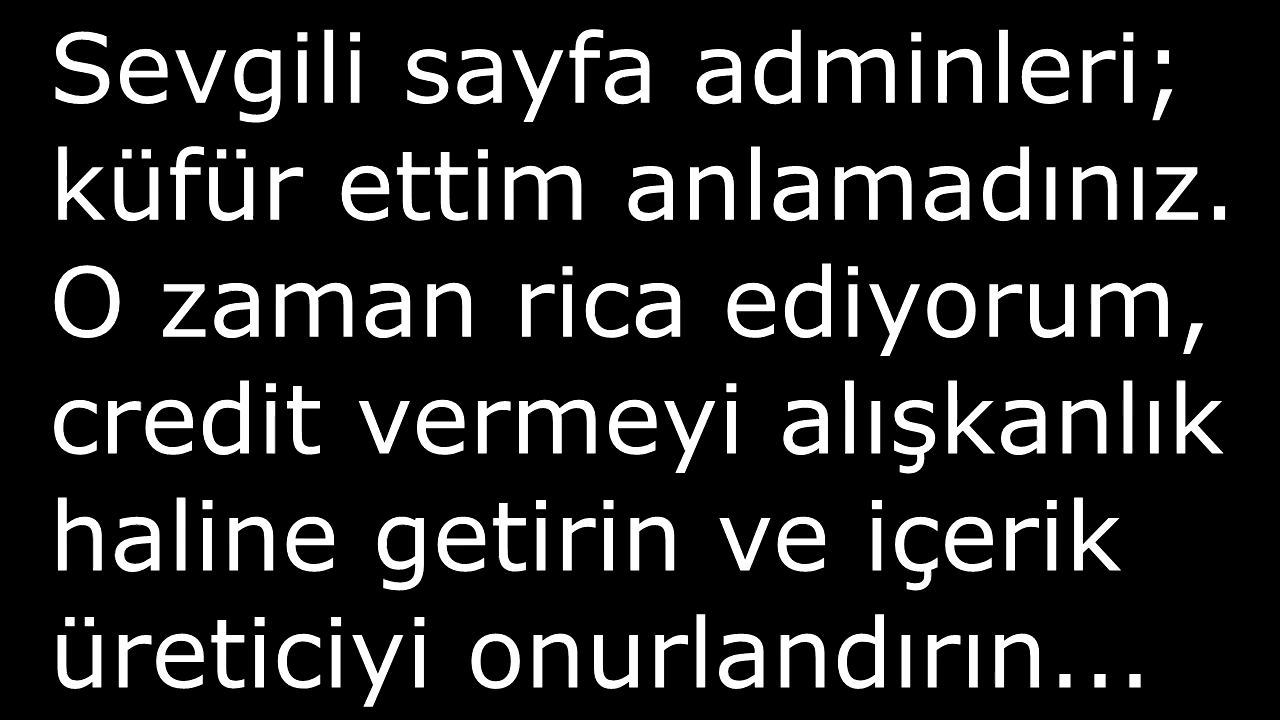 Sevgili sayfa adminleri;
küfür ettim anlamadınız.
O zaman rica ediyorum,
credit vermeyi alışkanlık
haline getirin ve içerik
üreticiyi onurlandırın...